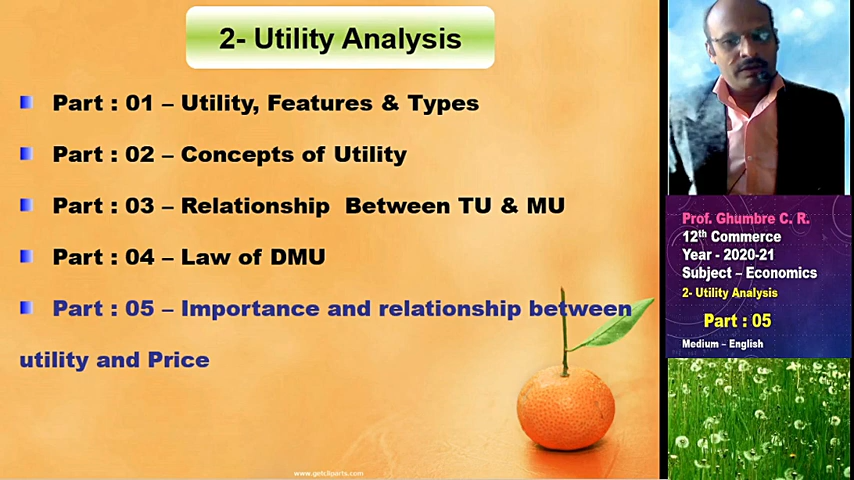 2- Utility Analysis
Part : 01 – Utility, Features & Types
Part : 02 – Concepts of Utility
Part : 03 – Relationship Between TU & MU
Part : 04 – Law of DMU
Part : 05 – Importance and relationship between
utility and Price
www.getcliparts.com
Prof. Ghumbre C. R.
12th Commerce
Year - 2020-21
Subject – Economics
2- Utility Analysis
Part : 05
Medium – English